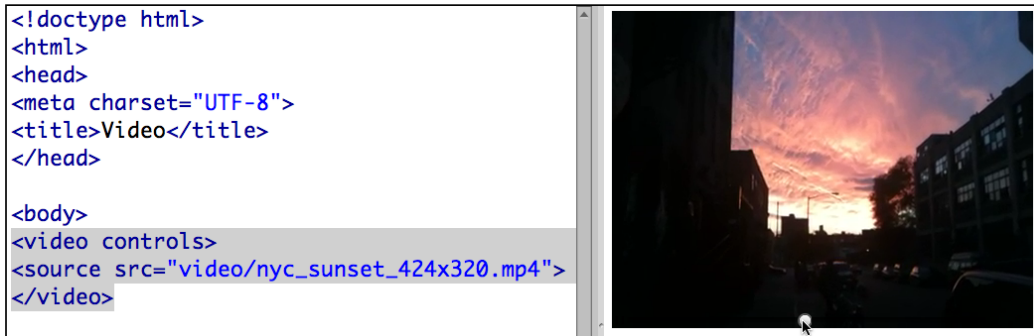 <!doctype html>
<html>
<head>
<meta charset="UTF-8">
<title>Video</title>
</head>
<body>
<video controls>
<source src="video/nyc_sunset_424x320.mp4">
</video>